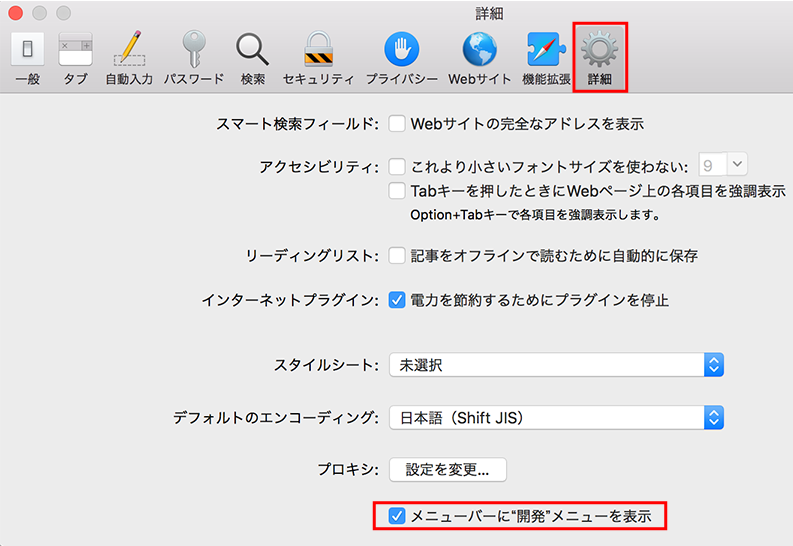 詳細
一般 タブ 自動入力 パスワード 検索 セキュリティ プライバシー Webサイト 機能拡張 詳細
スマート検索フィールド: Webサイトの完全なアドレスを表示
アクセシビリティ: これより小さいフォントサイズを使わない: 9
Tabキーを押したときにWebページ上の各項目を強調表示
Option+Tabキーで各項目を強調表示します。
リーディングリスト: 記事をオフラインで読むために自動的に保存
インターネットプラグイン: 電力を節約するためにプラグインを停止
スタイルシート: 未選択
デフォルトのエンコーディング: 日本語（Shift JIS）
プロキシ: 設定を変更...
メニューバーに“開発”メニューを表示